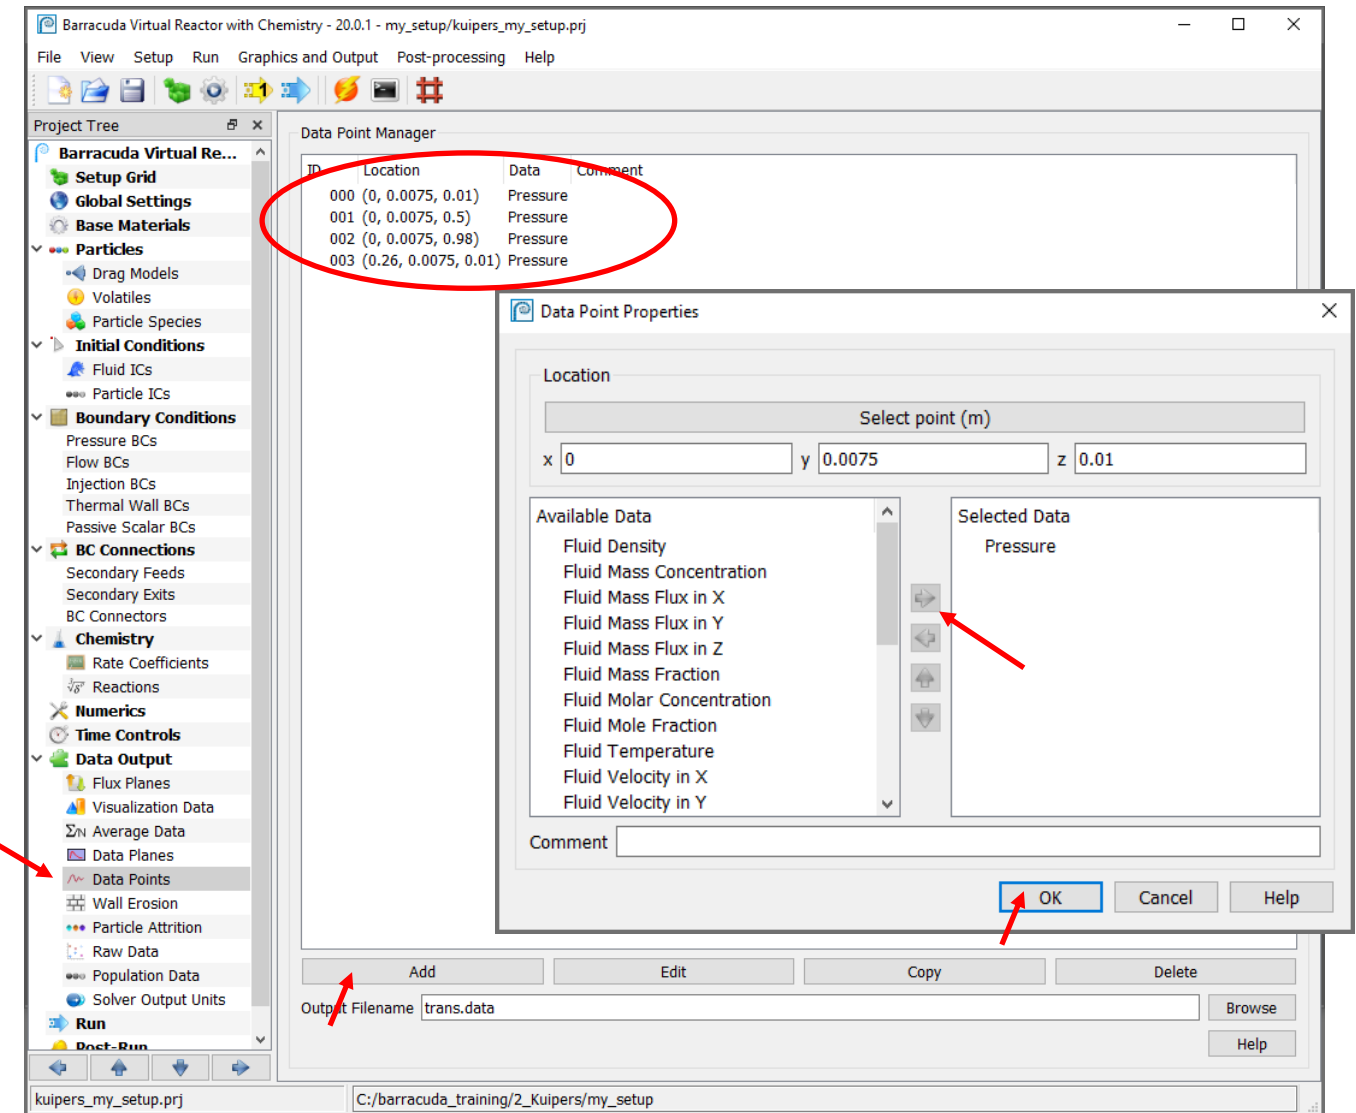 Barracuda Virtual Reactor with Chemistry - 20.0.1 - my_setup/kuipers_my_setup.prj
File View Setup Run Graphics and Output Post-processing Help
Project Tree
Barracuda Virtual Re...
Setup Grid
Global Settings
Base Materials
Particles
Drag Models
Volatiles
Particle Species
Initial Conditions
Fluid ICs
Particle ICs
Boundary Conditions
Pressure BCs
Flow BCs
Injection BCs
Thermal Wall BCs
Passive Scalar BCs
BC Connections
Secondary Feeds
Secondary Exits
BC Connectors
Chemistry
Rate Coefficients
Reactions
Numerics
Time Controls
Data Output
Flux Planes
Visualization Data
Average Data
Data Planes
Data Points
Wall Erosion
Particle Attrition
Raw Data
Population Data
Solver Output Units
Run
Post-Run
Data Point Manager
ID Location Data Comment
000 (0, 0.0075, 0.01) Pressure
001 (0, 0.0075, 0.5) Pressure
002 (0, 0.0075, 0.98) Pressure
003 (0.26, 0.0075, 0.01) Pressure
Data Point Properties
Location
Select point (m)
x 0 y 0.0075 z 0.01
Available Data
Fluid Density
Fluid Mass Concentration
Fluid Mass Flux in X
Fluid Mass Flux in Y
Fluid Mass Flux in Z
Fluid Mass Fraction
Fluid Molar Concentration
Fluid Mole Fraction
Fluid Temperature
Fluid Velocity in X
Fluid Velocity in Y
Selected Data
Pressure
Comment
OK Cancel Help
Add Edit Copy Delete
Output Filename trans.data Browse
Help
kuipers_my_setup.prj C:/barracuda_training/2_Kuipers/my_setup